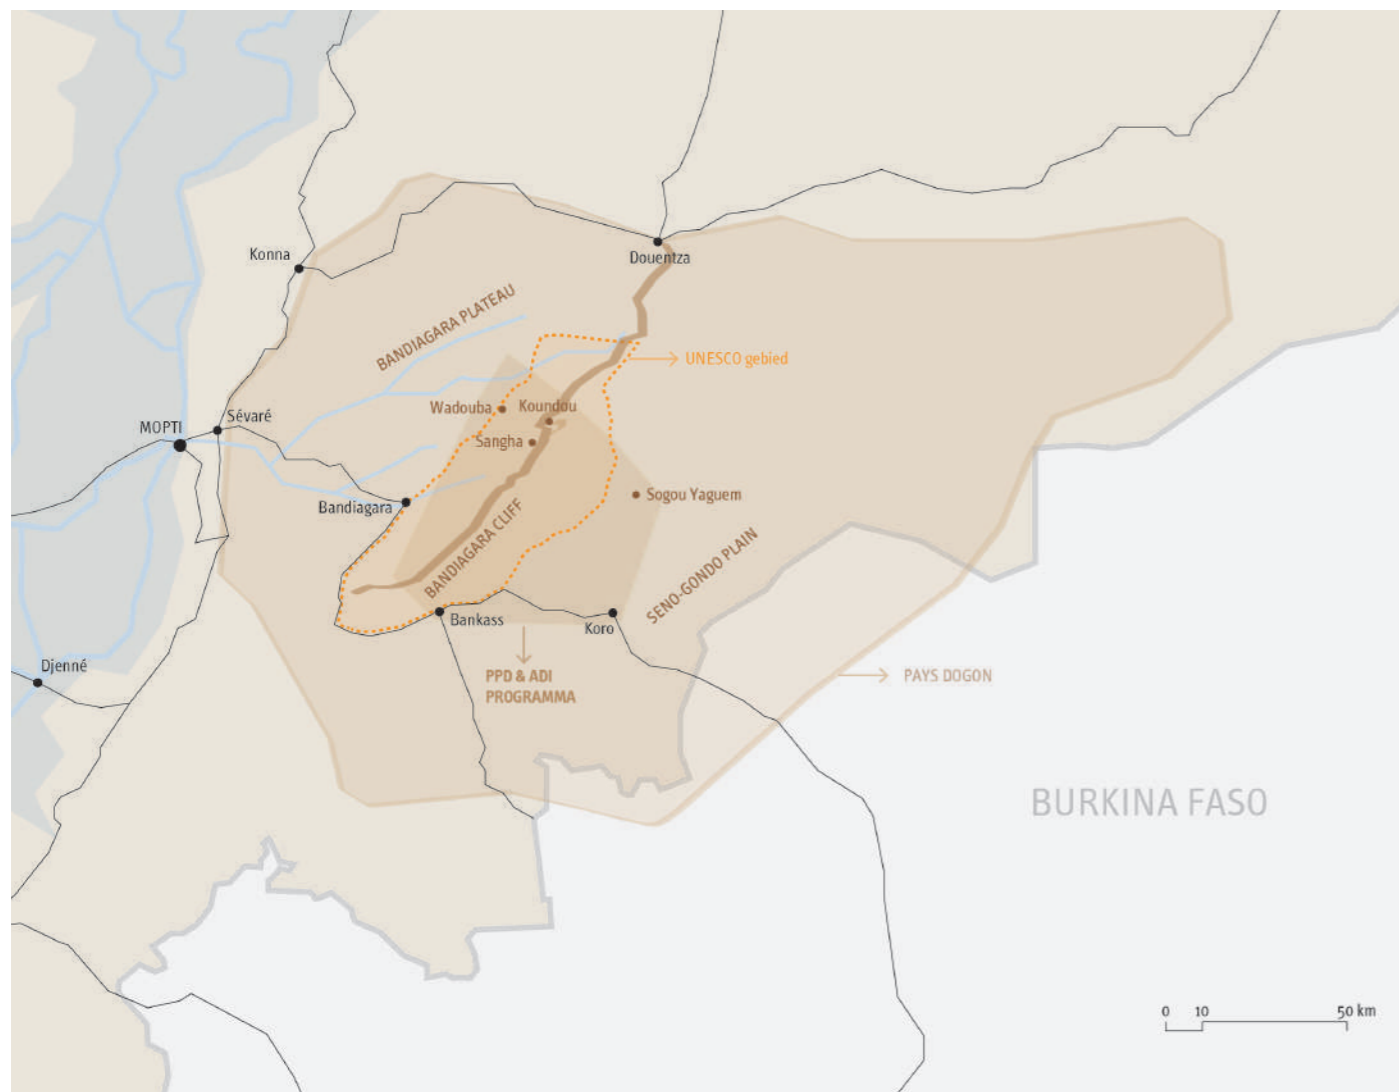 Konna
Douentza
BANDIAGARA PLATEAU
UNESCO gebied
Wadouba
Koundou
Sévaré
MOPTI
Sangha
Bandiagara
Sogou Yaguem
BANDIAGARA CLIFF
SENO-GONDO PLAIN
Bankass
Koro
Djenné
PPD & ADI
PROGRAMMA
PAYS DOGON
BURKINA FASO
0 10 50 km